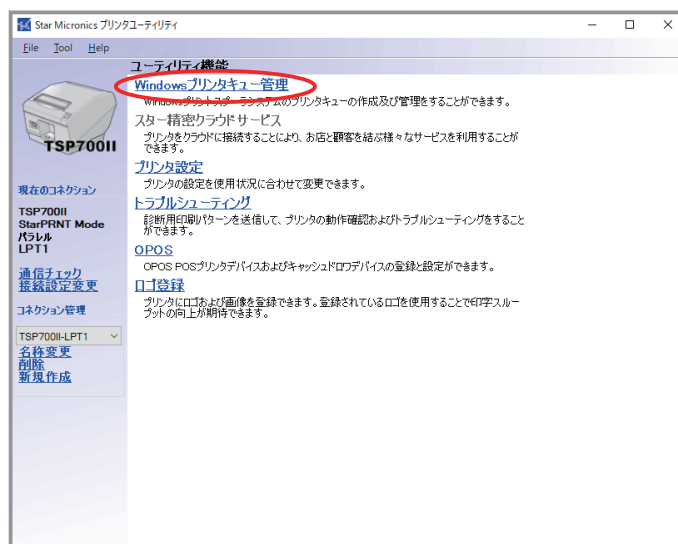 Star Micronics プリンタユーティリティ
File Tool Help
TSP700II
現在のコネクション
TSP700II
StarPRNT Mode
パラレル
LPT1
通信チェック
接続設定変更
コネクション管理
TSP700II-LPT1
名称変更
削除
新規作成
ユーティリティ機能
Windowsプリンタキュー管理
Windowsプリントスプーラシステムのプリンタキューの作成及び管理をすることができます。
スター精密クラウドサービス
プリンタをクラウドに接続することにより、お店と顧客を結ぶ様々なサービスを利用することが
できます。
プリンタ設定
プリンタの設定を使用状況に合わせて変更できます。
トラブルシューティング
診断用印刷パターンを送信して、プリンタの動作確認およびトラブルシューティングをすること
ができます。
OPOS
OPOS POSプリンタデバイスおよびキャッシュドロワデバイスの登録と設定ができます。
ロゴ登録
プリンタにロゴおよび画像を登録できます。登録されているロゴを使用することで印字スルー
プットの向上が期待できます。